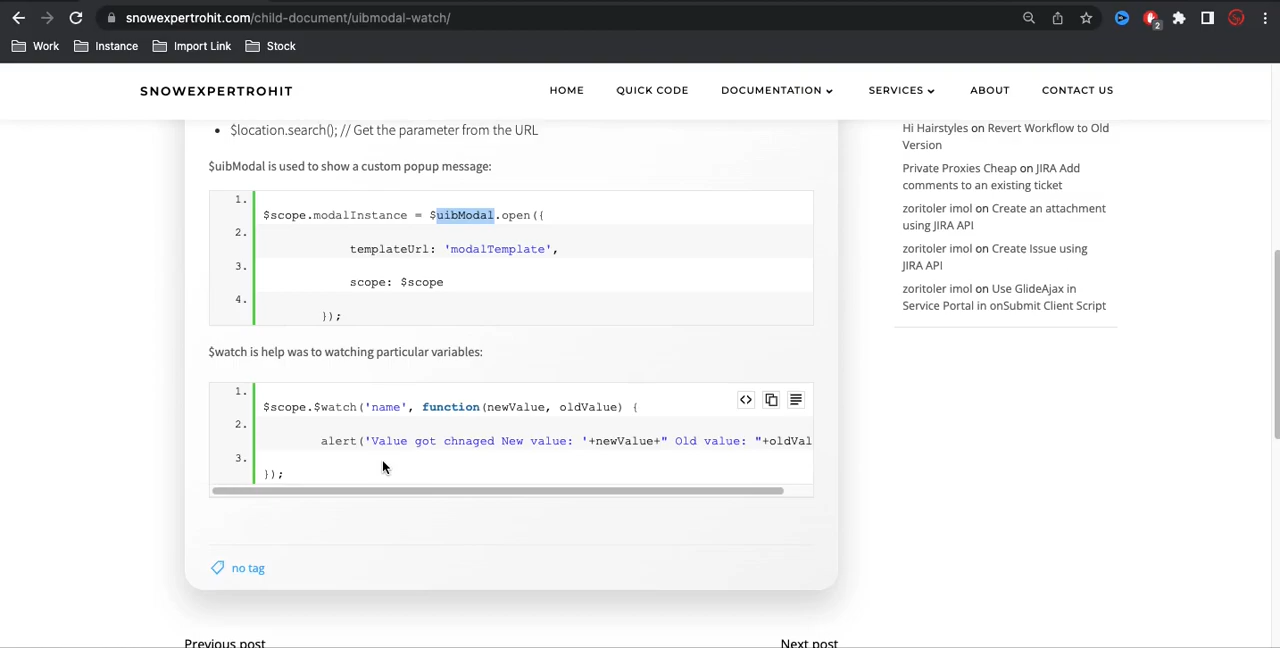 snowexpertrohit.com/child-document/uibmodal-watch/
2
Work Instance Import Link Stock
SNOWEXPERTROHIT HOME QUICK CODE DOCUMENTATION SERVICES ABOUT CONTACT US
• $location.search(); // Get the parameter from the URL
$uibModal is used to show a custom popup message:
1.
$scope.modalInstance = $uibModal.open({
2.
templateUrl: 'modalTemplate',
3.
scope: $scope
4.
});
$watch is help was to watching particular variables:
1.
$scope.$watch('name', function(newValue, oldValue) {
2.
alert('Value got chnaged New value: '+newValue+" Old value: "+oldVal
3.
});
no tag
Previous post Next post
Hi Hairstyles on Revert Workflow to Old
Version
Private Proxies Cheap on JIRA Add
comments to an existing ticket
zoritoler imol on Create an attachment
using JIRA API
zoritoler imol on Create Issue using
JIRA API
zoritoler imol on Use GlideAjax in
Service Portal in onSubmit Client Script